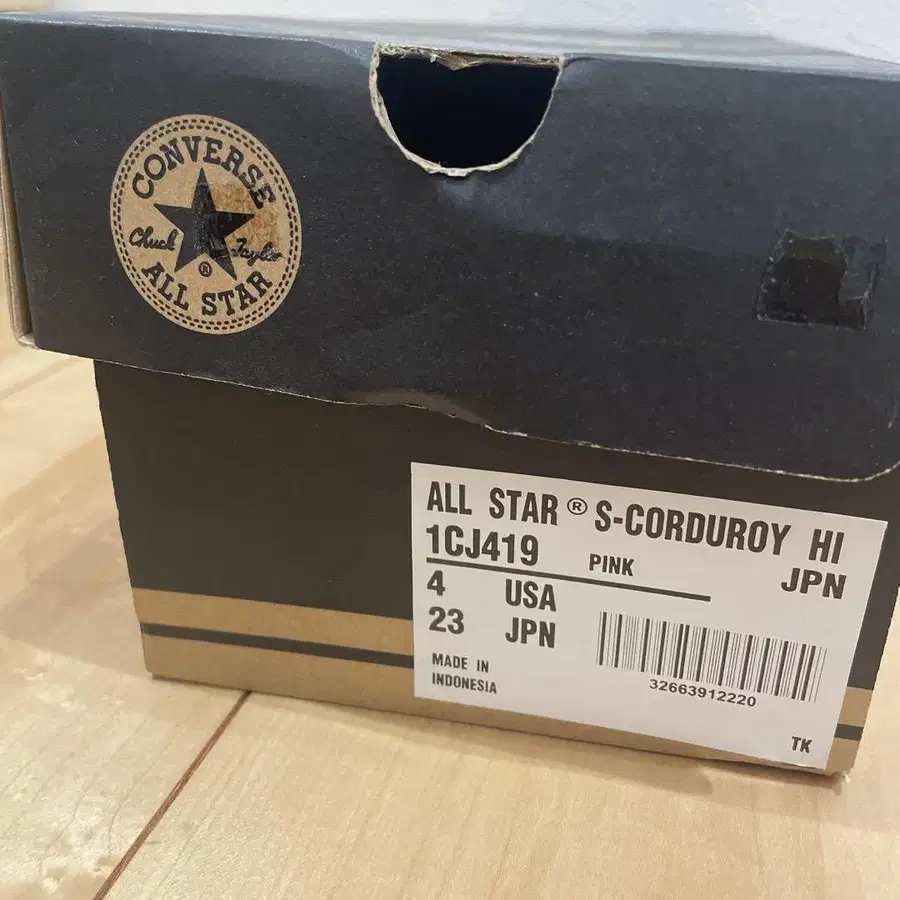 CONVERSE
Chuck Taylor
®
ALL STAR
ALL STAR ® S-CORDUROY HI
1CJ419 PINK JPN
4 USA
23 JPN
MADE IN
INDONESIA
32663912220
TK